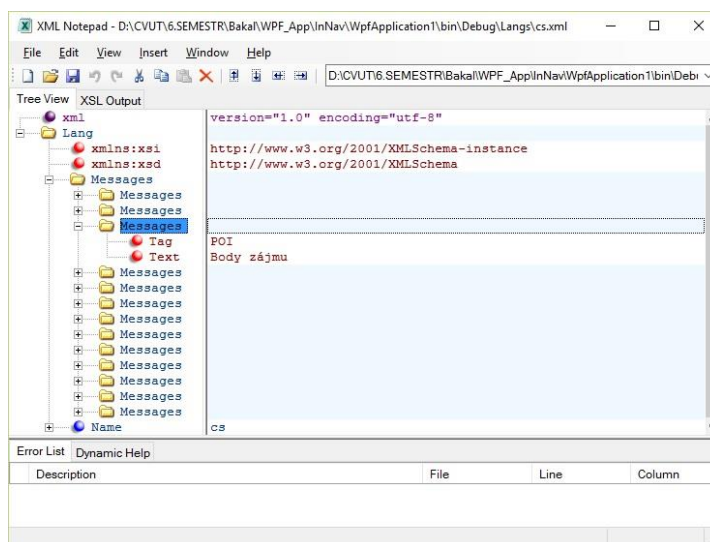 XML Notepad - D:\CVUT\6.SEMESTR\Bakal\WPF_App\InNav\WpfApplication1\bin\Debug\Langs\cs.xml
File Edit View Insert Window Help
D:\CVUT\6.SEMESTR\Bakal\WPF_App\InNav\WpfApplication1\bin\Debu
Tree View XSL Output
xml version="1.0" encoding="utf-8"
Lang
xmlns:xsi http://www.w3.org/2001/XMLSchema-instance
xmlns:xsd http://www.w3.org/2001/XMLSchema
Messages
Messages
Messages
Messages
Tag POI
Text Body zájmu
Messages
Messages
Messages
Messages
Messages
Messages
Messages
Messages
Messages
Messages
Name cs
Error List Dynamic Help
Description File Line Column